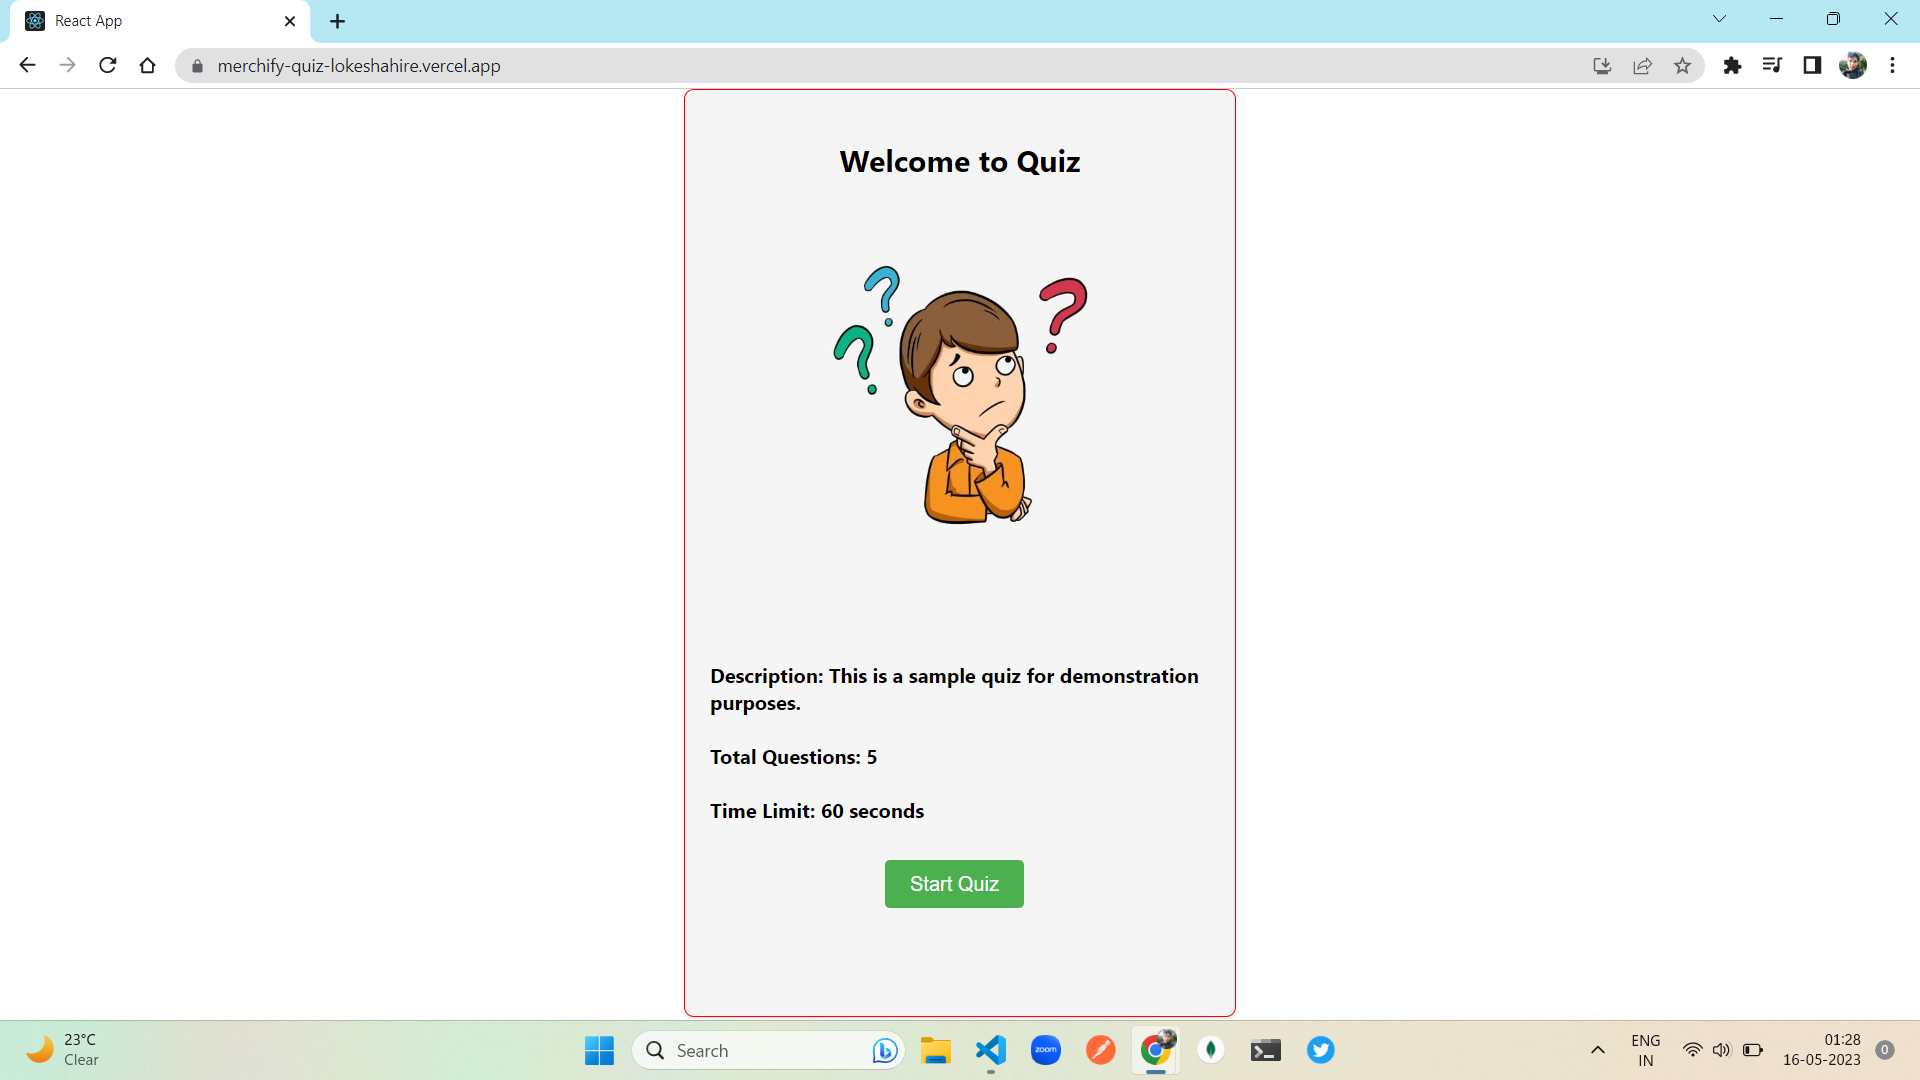 React App
merchify-quiz-lokeshahire.vercel.app
Welcome to Quiz
? ? ?
Description: This is a sample quiz for demonstration
purposes.
Total Questions: 5
Time Limit: 60 seconds
Start Quiz
23°C
Clear
Search
zoom
ENG
IN
01:28
16-05-2023
0